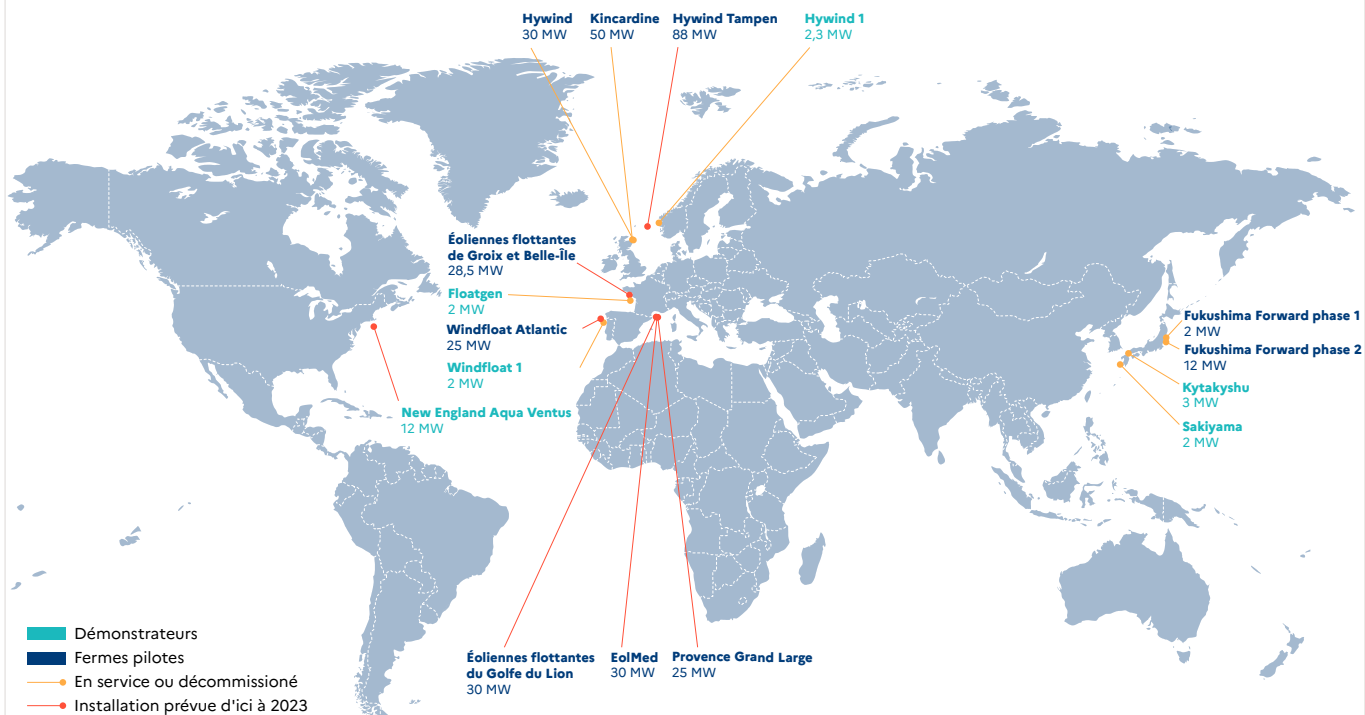 Hywind
30 MW
Kincardine
50 MW
Hywind Tampen
88 MW
Hywind 1
2,3 MW
Éoliennes flottantes
de Groix et Belle-Île
28,5 MW
Floatgen
2 MW
Windfloat Atlantic
25 MW
Windfloat 1
2 MW
New England Aqua Ventus
12 MW
Fukushima Forward phase 1
2 MW
Fukushima Forward phase 2
12 MW
Kytakyshu
3 MW
Sakiyama
2 MW
Éoliennes flottantes
du Golfe du Lion
30 MW
EolMed
30 MW
Provence Grand Large
25 MW
Démonstrateurs
Fermes pilotes
En service ou décommissioné
Installation prévue d'ici à 2023